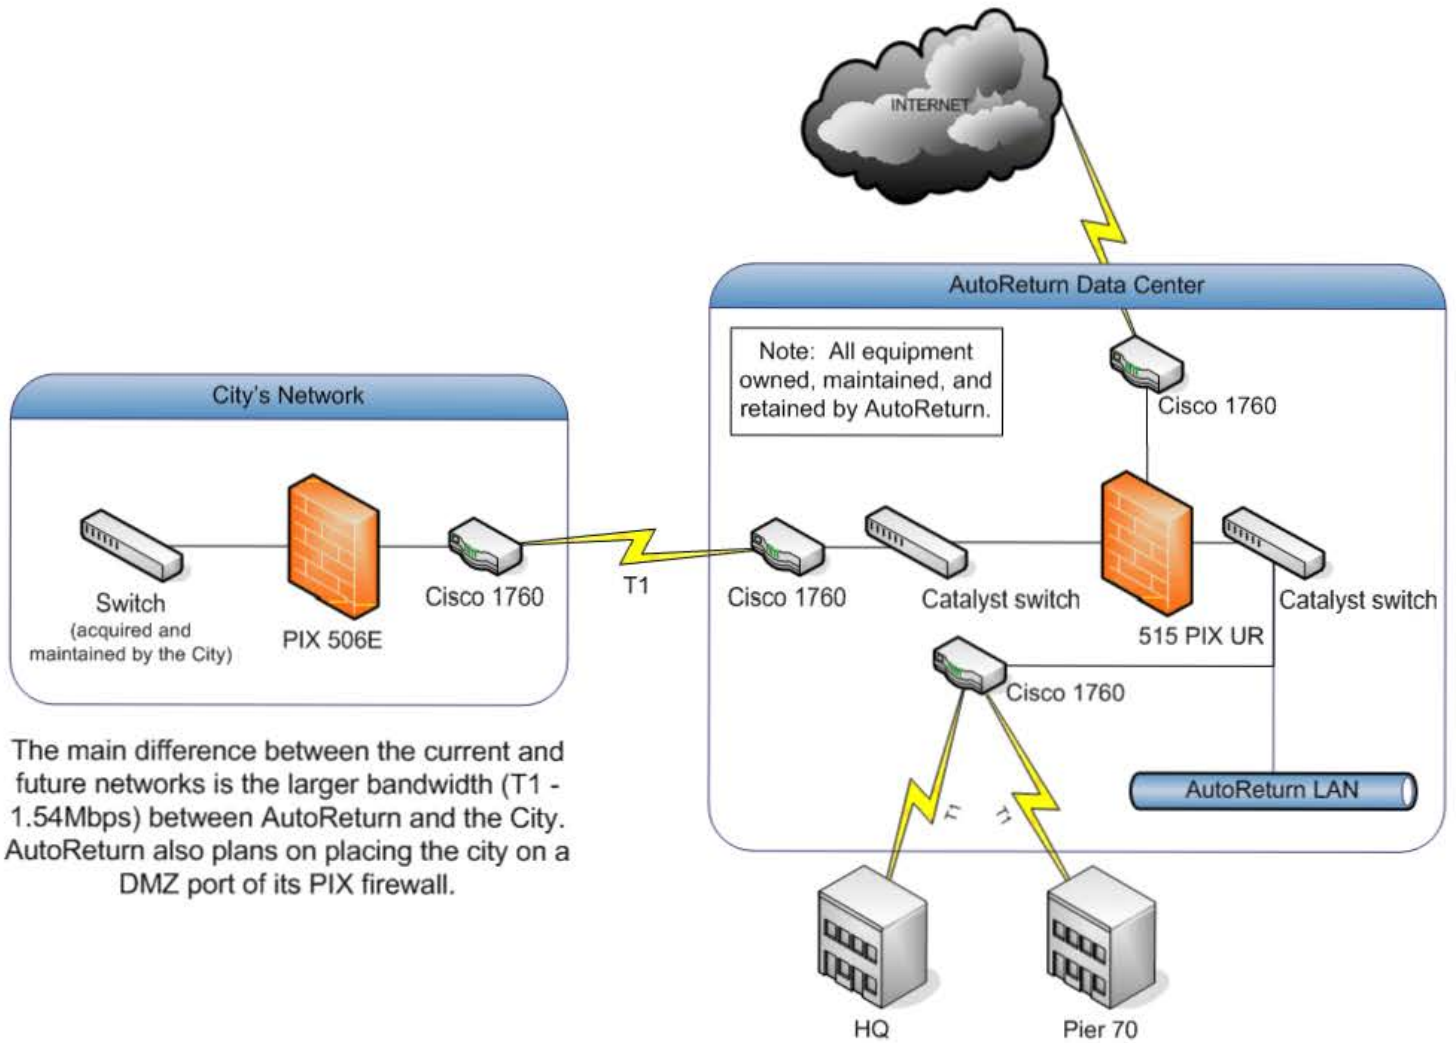 INTERNET
AutoReturn Data Center
Note: All equipment
owned, maintained, and
retained by AutoReturn.
Cisco 1760
City's Network
Switch
(acquired and
maintained by the City)
PIX 506E
Cisco 1760
T1
Cisco 1760
Catalyst switch
515 PIX UR
Catalyst switch
Cisco 1760
T1
T1
AutoReturn LAN
The main difference between the current and
future networks is the larger bandwidth (T1 -
1.54Mbps) between AutoReturn and the City.
AutoReturn also plans on placing the city on a
DMZ port of its PIX firewall.
HQ
Pier 70